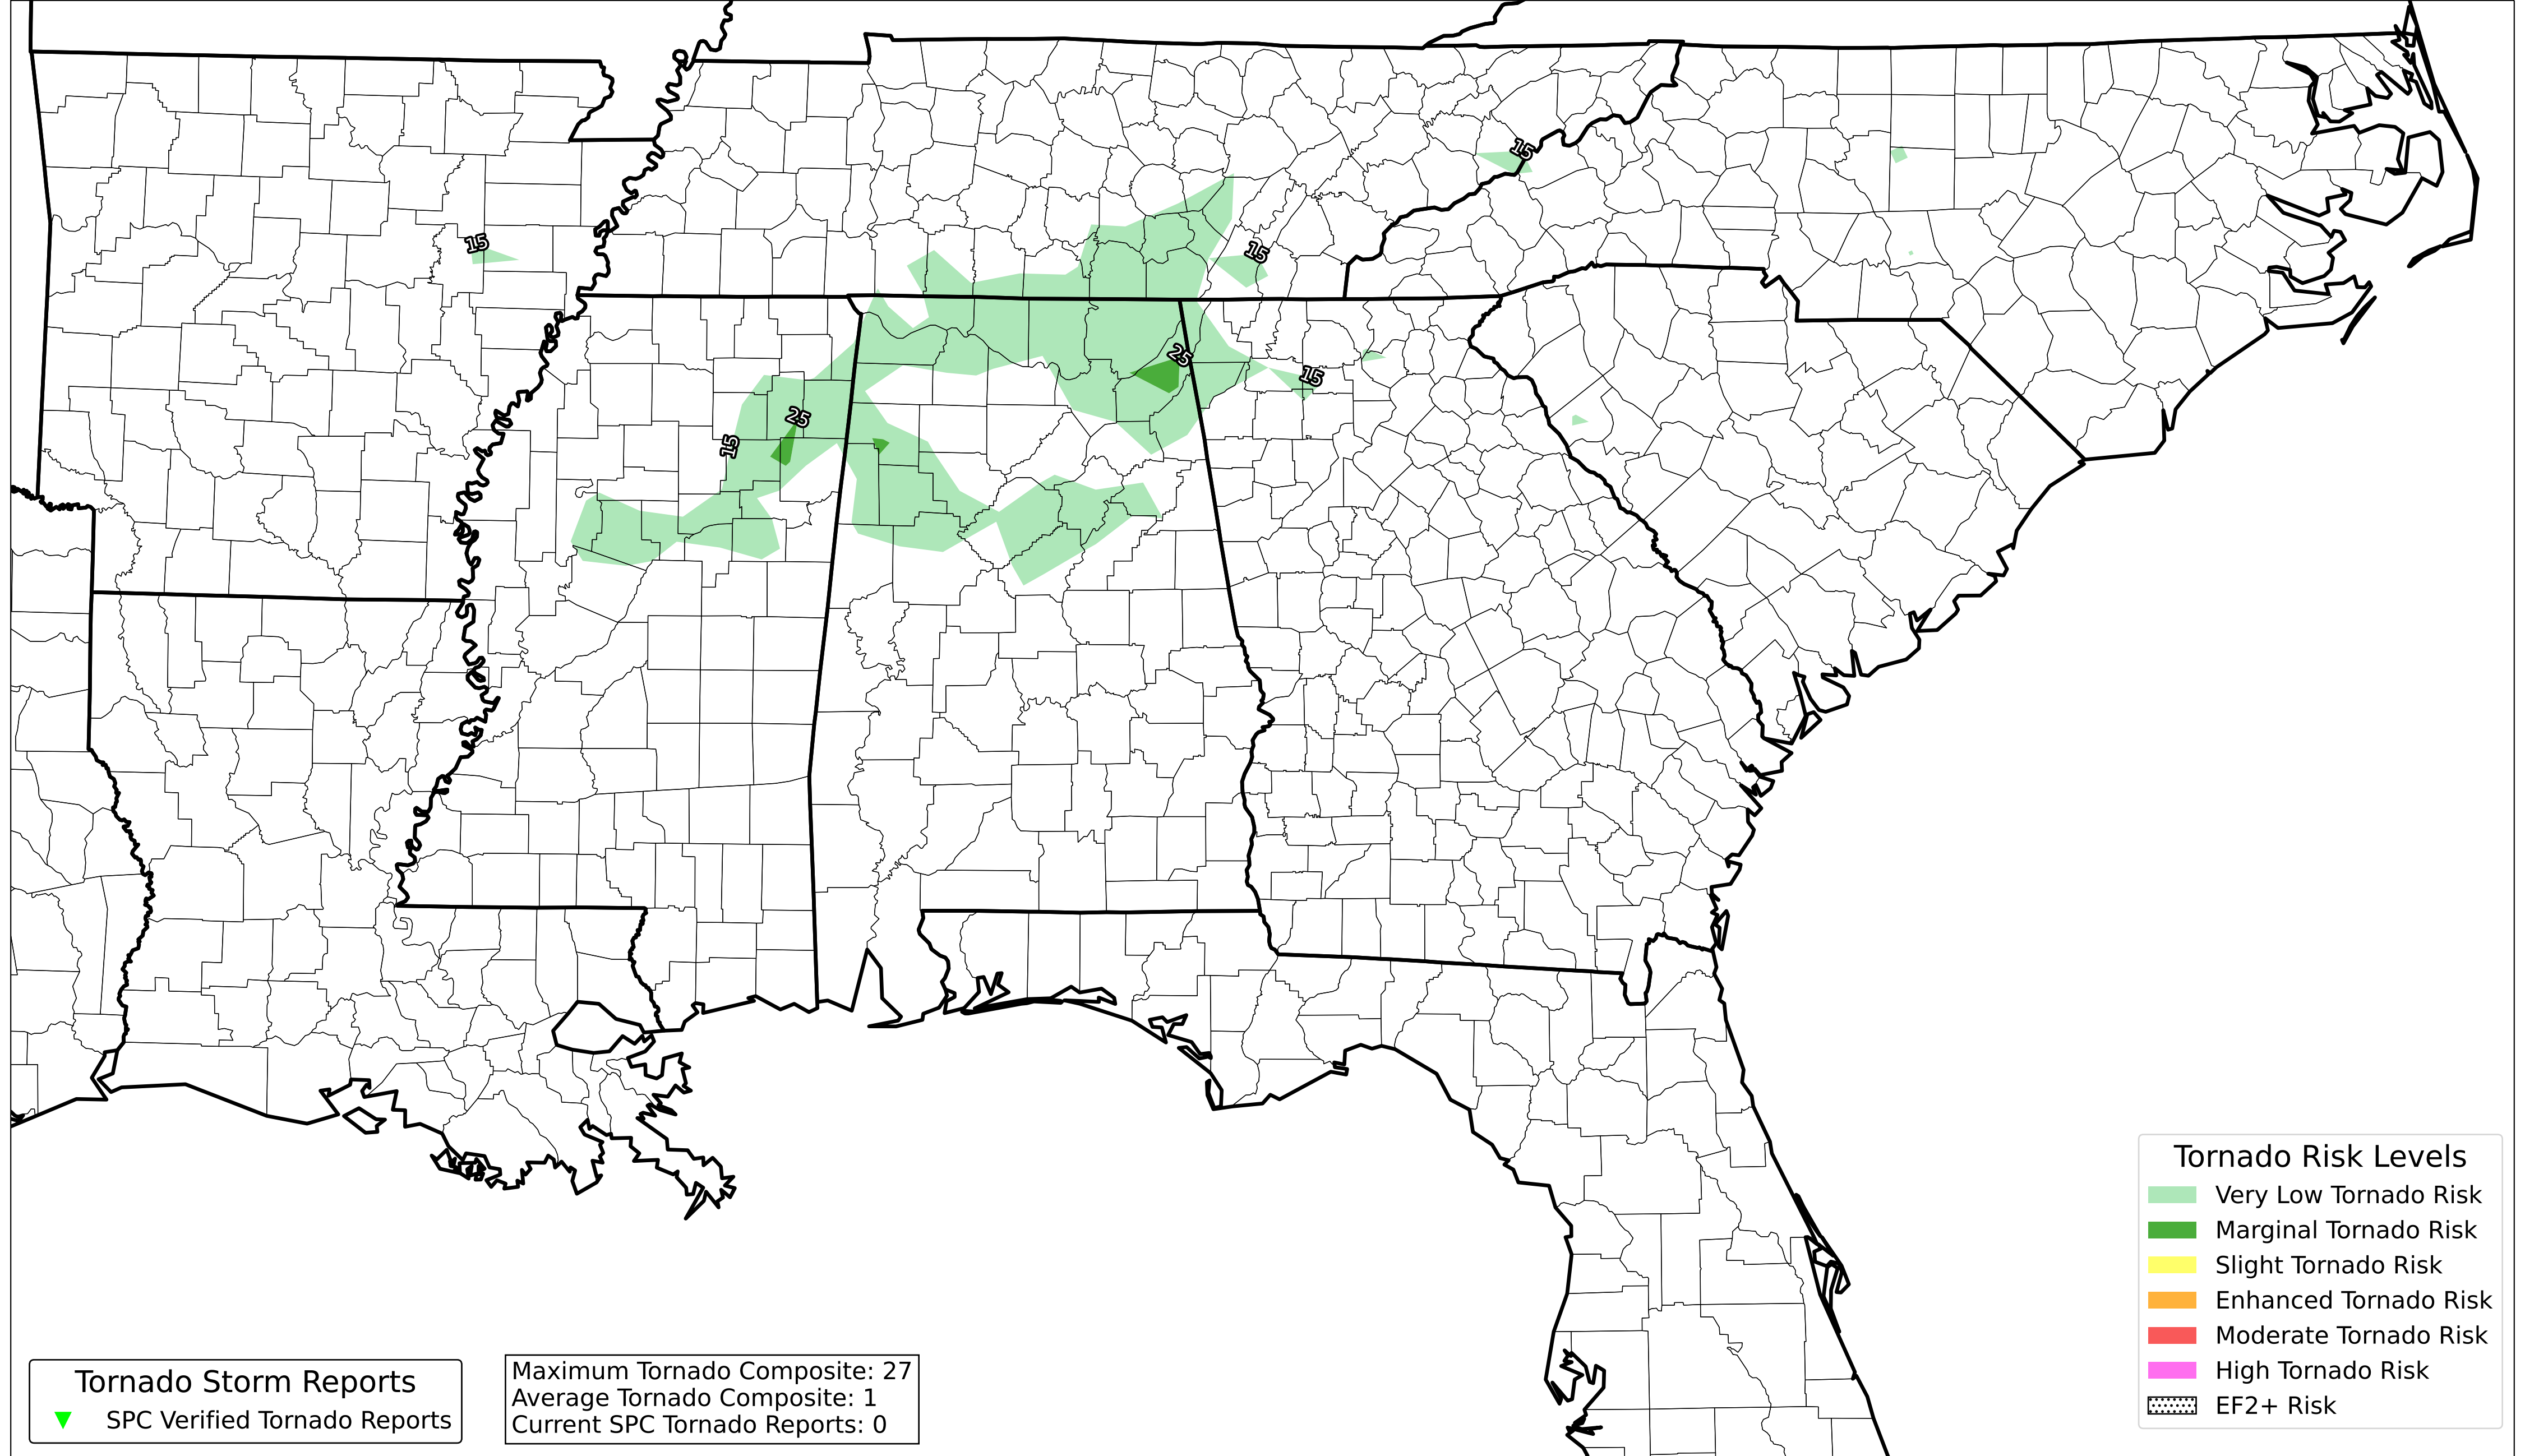 15
15
15
25
15
25
15
Tornado Risk Levels
Very Low Tornado Risk
Marginal Tornado Risk
Slight Tornado Risk
Enhanced Tornado Risk
Moderate Tornado Risk
High Tornado Risk
EF2+ Risk
Tornado Storm Reports
SPC Verified Tornado Reports
Maximum Tornado Composite: 27
Average Tornado Composite: 1
Current SPC Tornado Reports: 0